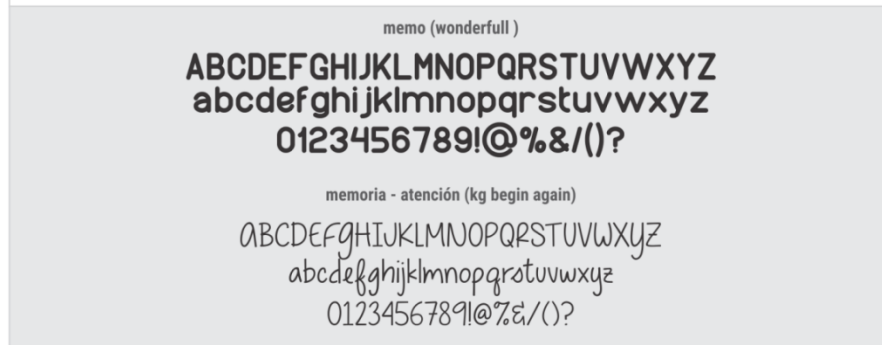 memo (wonderfull )
ABCDEFGHIJKLMNOPQRSTUVWXYZ
abcdefghijklmnopqrstuvwxyz
0123456789!@%&/()?
memoria - atención (kg begin again)
ABCDEFGHIJKLMNOPQRSTUVWXYZ
abcdefghijklmnopqrstuvwxyz
0123456789!@%&/()?